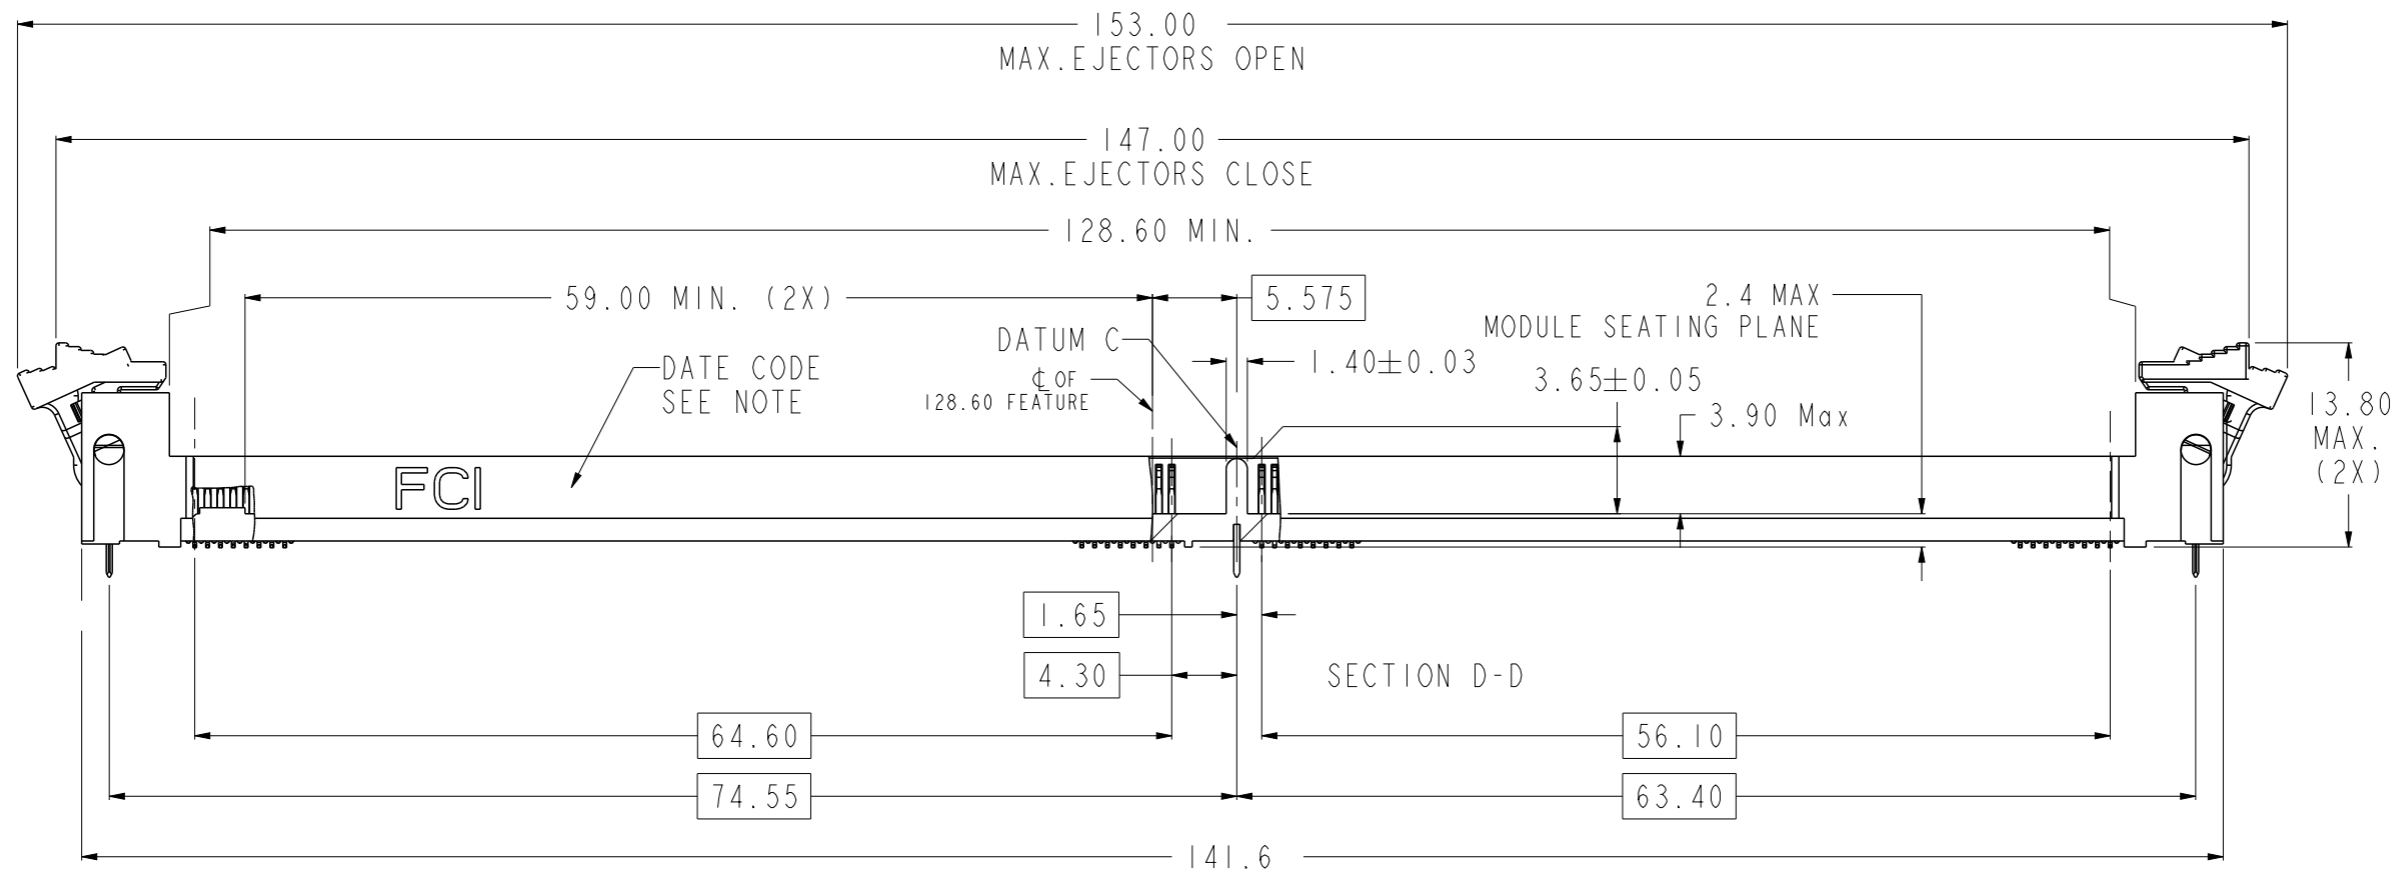 153.00
MAX.EJECTORS OPEN
147.00
MAX.EJECTORS CLOSE
128.60 MIN.
59.00 MIN. (2X)
5.575
2.4 MAX
MODULE SEATING PLANE
DATUM C
1.40±0.03
DATE CODE
SEE NOTE
℄ OF
128.60 FEATURE
3.65±0.05
3.90 Max
13.80
MAX.
(2X)
FCI
1.65
4.30
SECTION D-D
64.60
56.10
74.55
63.40
141.6